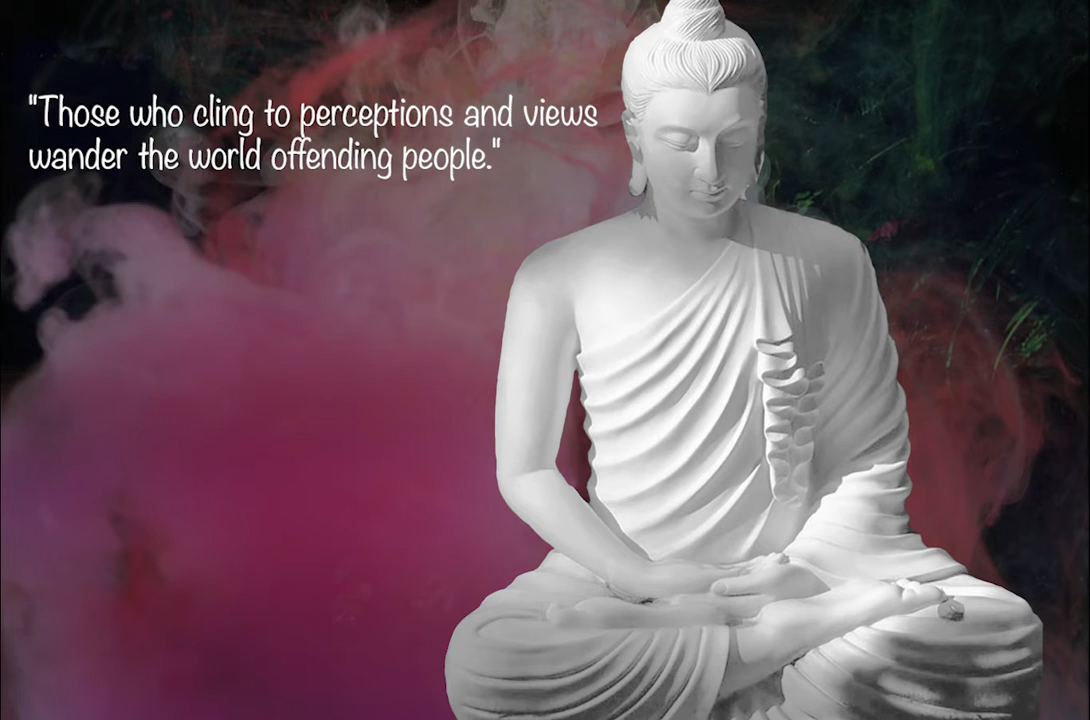 "Those who cling to perceptions and views
wander the world offending people."